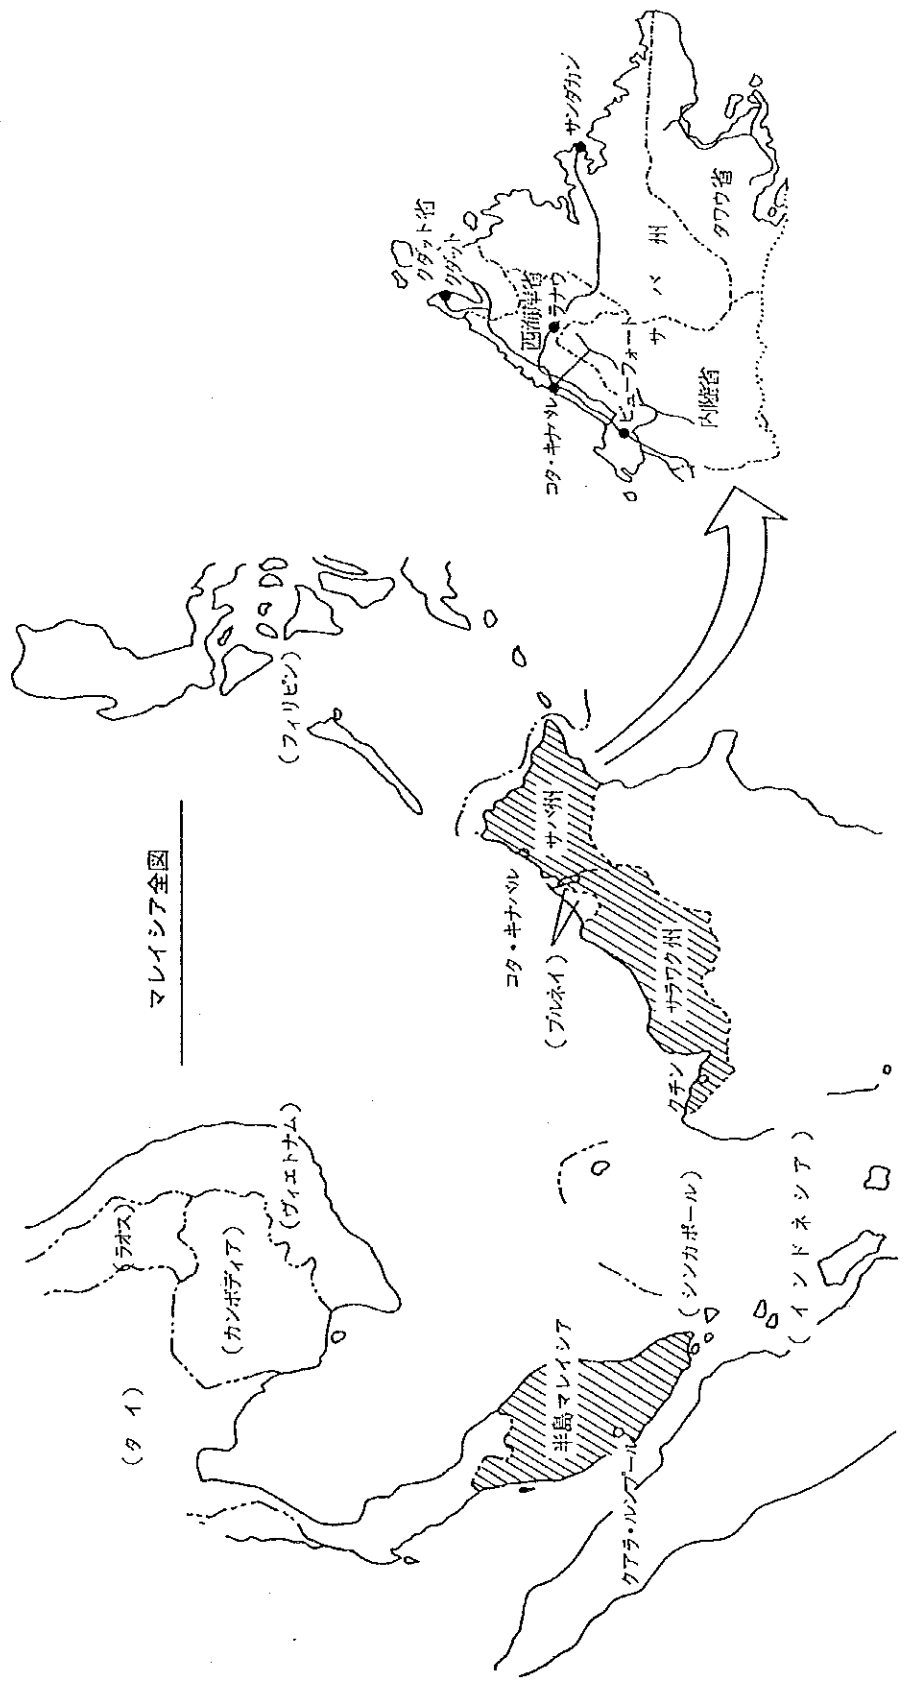 マレイシア全図
(タイ)
(ラオス)
(カンボディア)
(ヴィエトナム)
(フィリピン)
半島マレイシア
クアラ・ルンプール
(シンガポール)
(インドネシア)
クチン
サラワク州
(ブルネイ)
コタ・キナバル
サバ州
クダット省
クダット
サンダカン
西海岸省
ラナウ
コタ・キナバル
ビューフォート
サバ州
タワウ省
内陸省